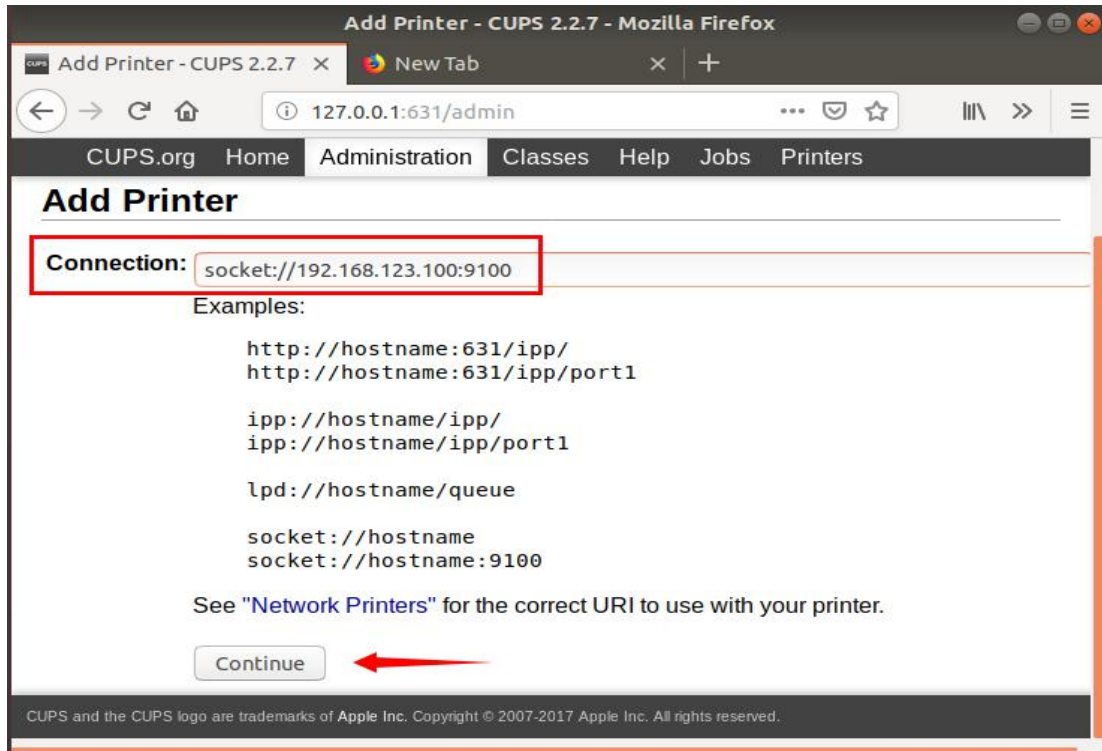 Add Printer - CUPS 2.2.7 - Mozilla Firefox
CUPS Add Printer - CUPS 2.2.7 × New Tab × +
127.0.0.1:631/admin
CUPS.org Home Administration Classes Help Jobs Printers
Add Printer
Connection: socket://192.168.123.100:9100
Examples:
http://hostname:631/ipp/
http://hostname:631/ipp/port1
ipp://hostname/ipp/
ipp://hostname/ipp/port1
lpd://hostname/queue
socket://hostname
socket://hostname:9100
See "Network Printers" for the correct URI to use with your printer.
Continue
CUPS and the CUPS logo are trademarks of Apple Inc. Copyright © 2007-2017 Apple Inc. All rights reserved.